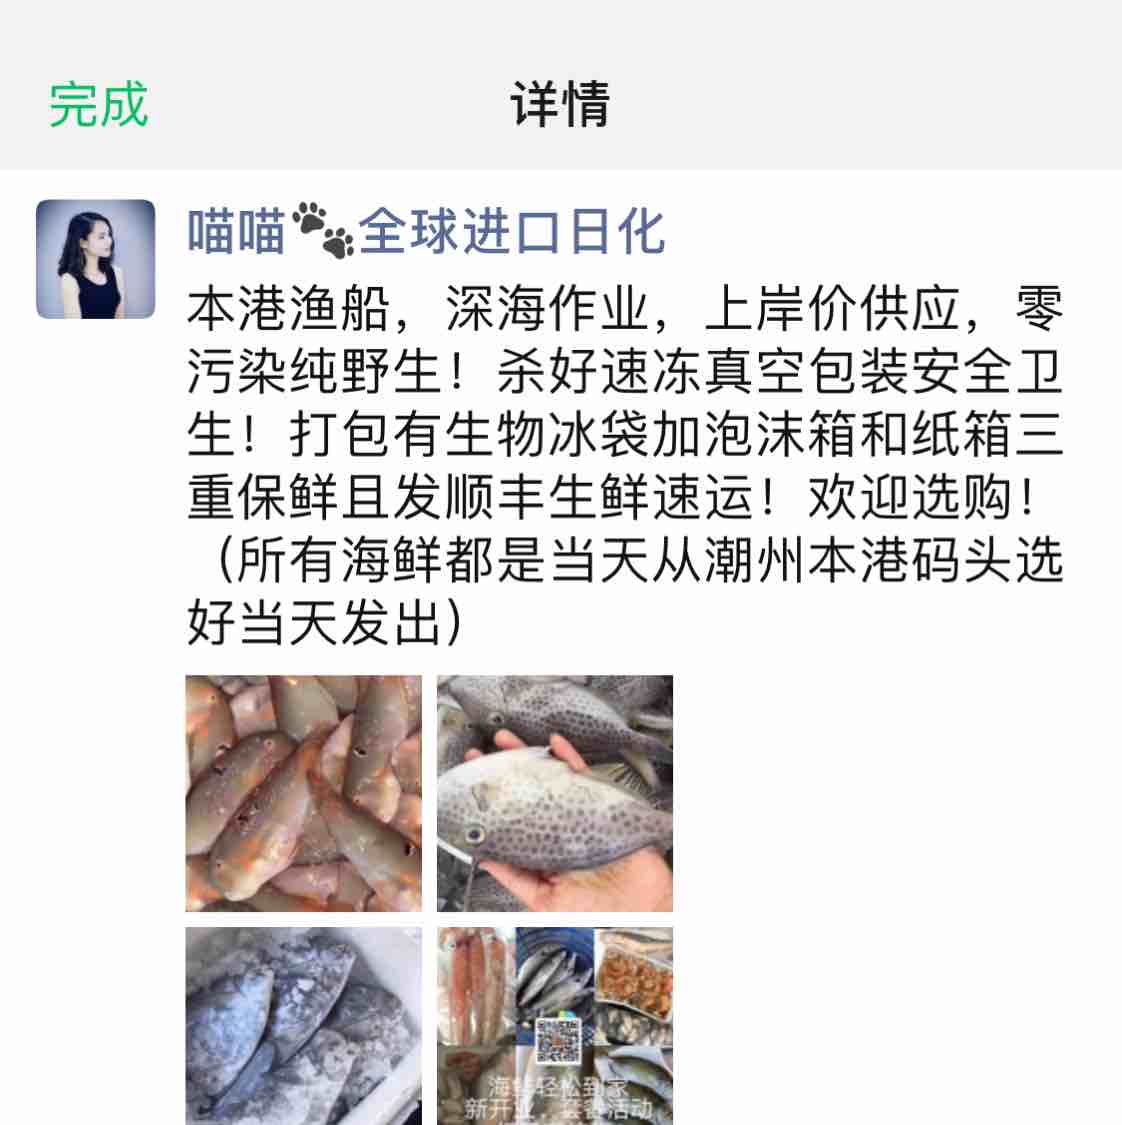 完成
详情
喵喵🐾全球进口日化
本港渔船，深海作业，上岸价供应，零
污染纯野生！杀好速冻真空包装安全卫
生！打包有生物冰袋加泡沫箱和纸箱三
重保鲜且发顺丰生鲜速运！欢迎选购！
（所有海鲜都是当天从潮州本港码头选
好当天发出）
海鲜轻松到家
新开业，套餐活动